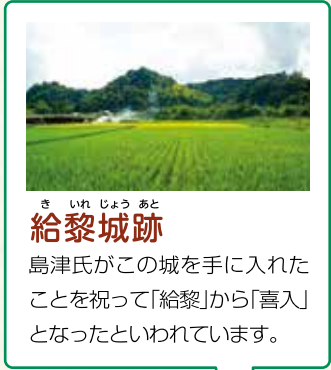 き いれ じょう あと
給黎城跡
島津氏がこの城を手に入れた
ことを祝って「給黎」から「喜入」
となったといわれています。